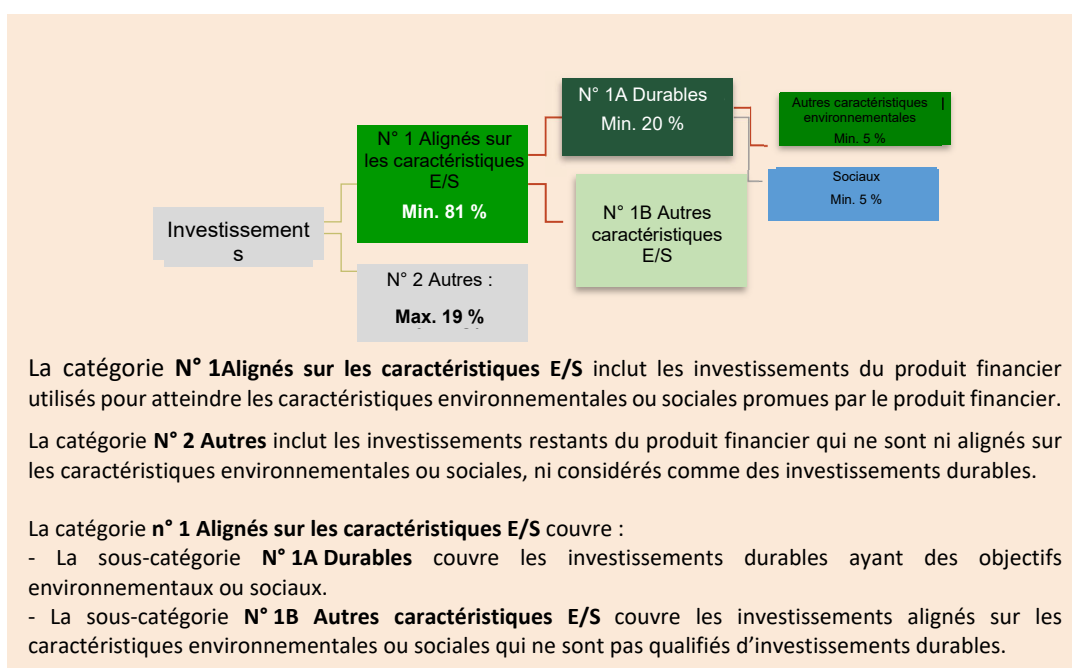 N° 1A Durables
Min. 20 %
Autres caractéristiques
environnementales
Min. 5 %
N° 1 Alignés sur
les caractéristiques
E/S
Min. 81 %
Sociaux
Min. 5 %
N° 1B Autres
caractéristiques
E/S
Investissement
s
N° 2 Autres :
Max. 19 %
La catégorie N° 1Alignés sur les caractéristiques E/S inclut les investissements du produit financier
utilisés pour atteindre les caractéristiques environnementales ou sociales promues par le produit financier.
La catégorie N° 2 Autres inclut les investissements restants du produit financier qui ne sont ni alignés sur
les caractéristiques environnementales ou sociales, ni considérés comme des investissements durables.
La catégorie n° 1 Alignés sur les caractéristiques E/S couvre :
- La sous-catégorie N° 1A Durables couvre les investissements durables ayant des objectifs
environnementaux ou sociaux.
- La sous-catégorie N° 1B Autres caractéristiques E/S couvre les investissements alignés sur les
caractéristiques environnementales ou sociales qui ne sont pas qualifiés d’investissements durables.